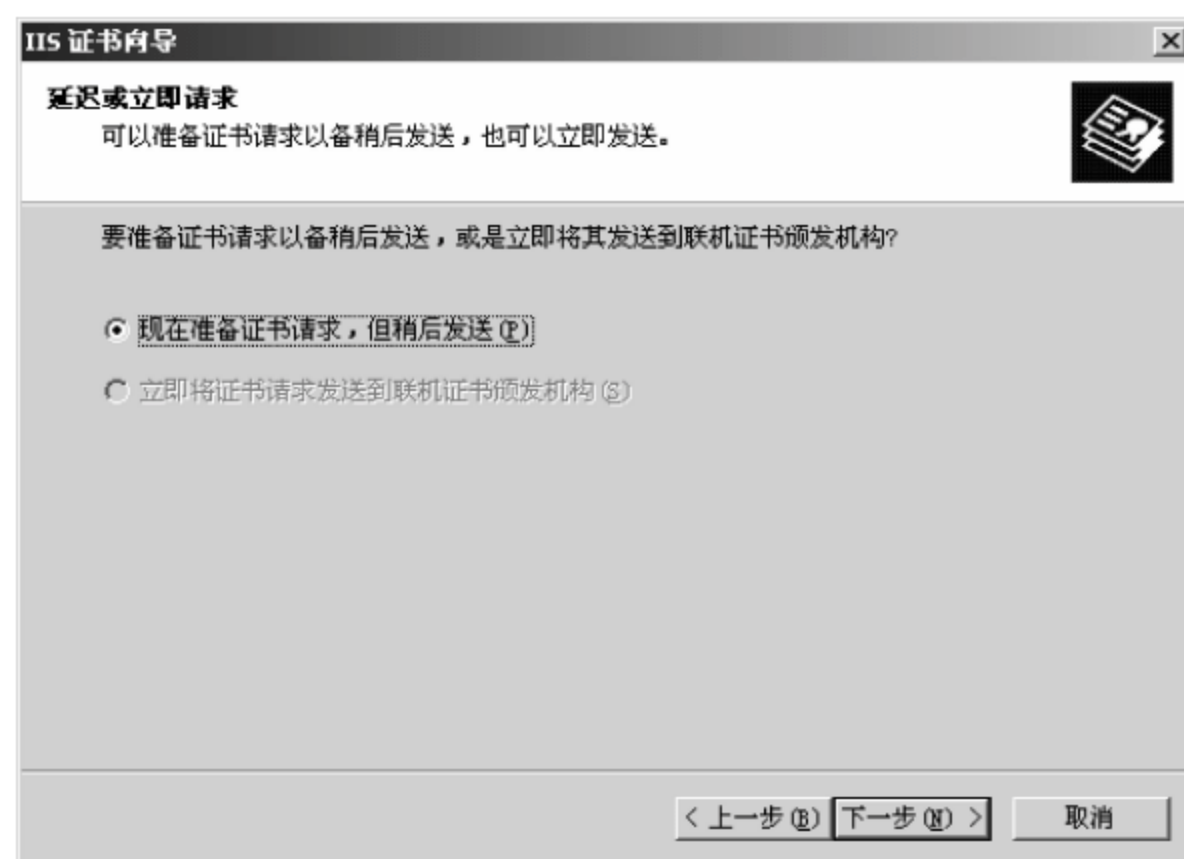 IIS 证书向导
延迟或立即请求
可以准备证书请求以备稍后发送，也可以立即发送。
要准备证书请求以备稍后发送，或是立即将其发送到联机证书颁发机构?
现在准备证书请求，但稍后发送(P)
立即将证书请求发送到联机证书颁发机构(S)
< 上一步(B) 下一步(N) > 取消